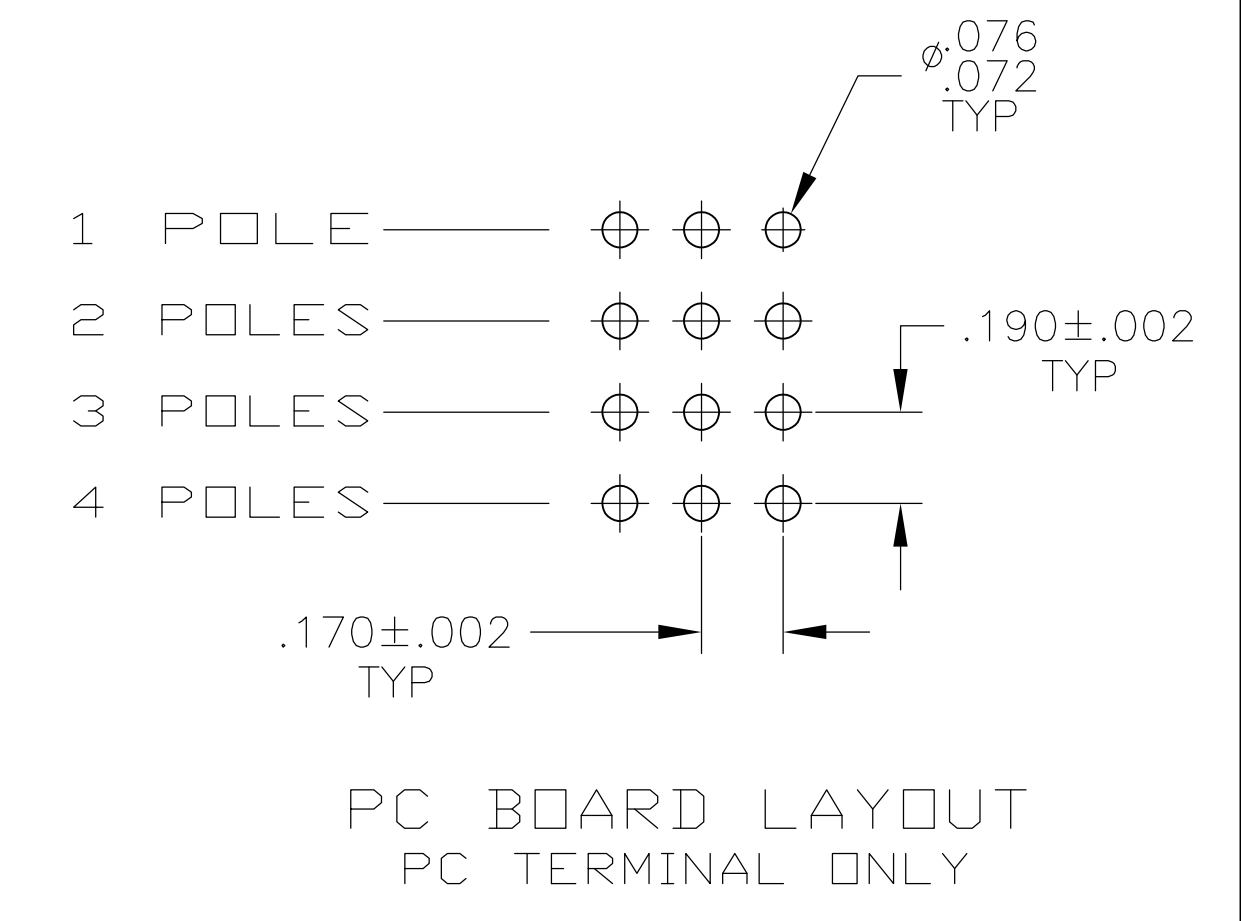 ⌀.076
.072
TYP
1 POLE
2 POLES
.190±.002
TYP
3 POLES
4 POLES
.170±.002
TYP
PC BOARD LAYOUT
PC TERMINAL ONLY